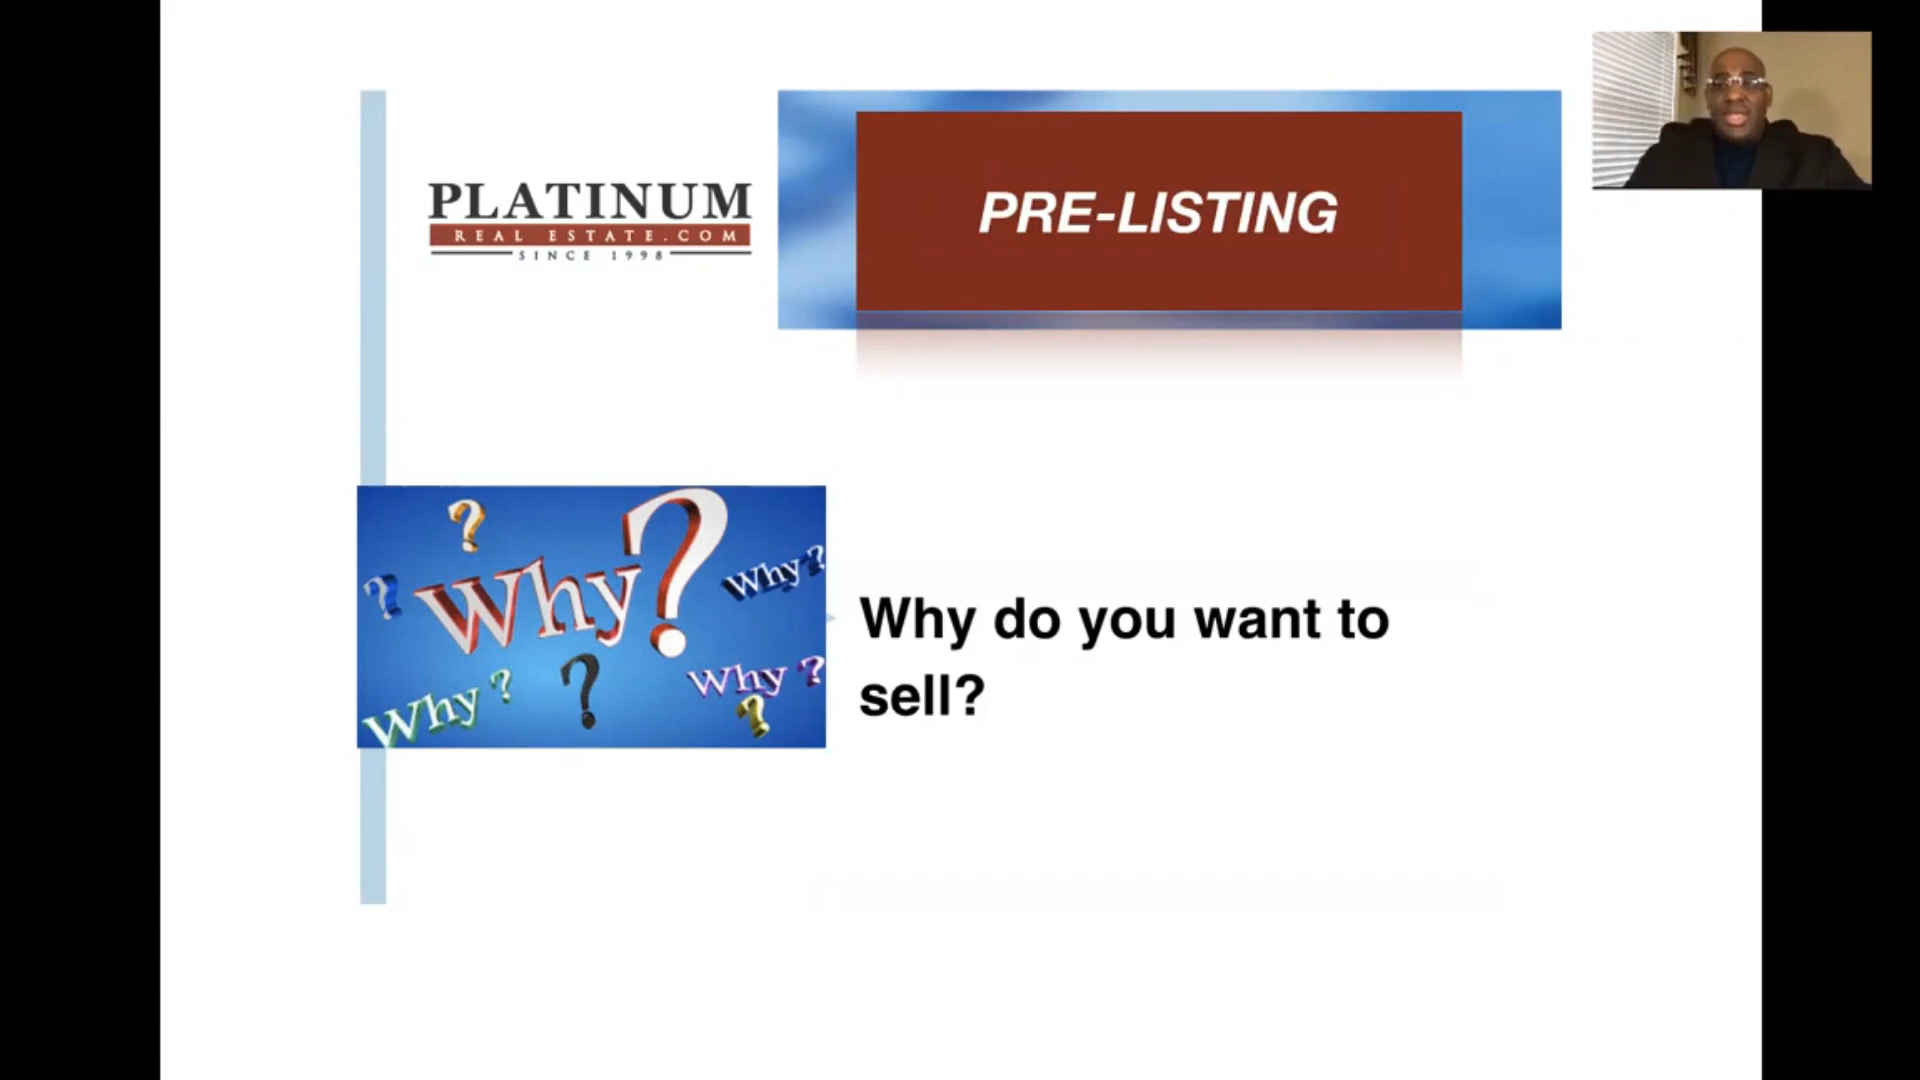 PLATINUM
REAL ESTATE.COM
SINCE 1998
PRE-LISTING
?
Why?
?
Why?
Why ?
?
Why ?
?
Why do you want to
sell?